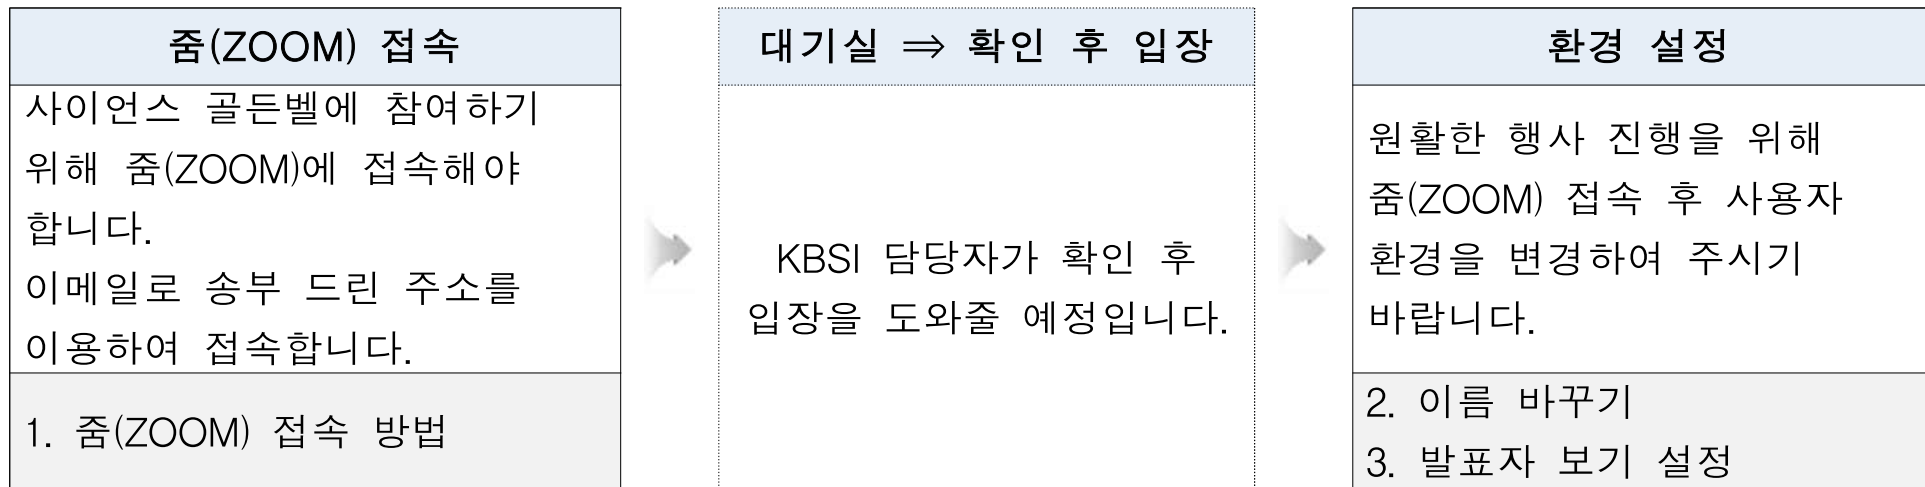 줌(ZOOM) 접속
사이언스 골든벨에 참여하기
위해 줌(ZOOM)에 접속해야
합니다.
이메일로 송부 드린 주소를
이용하여 접속합니다.
1. 줌(ZOOM) 접속 방법
대기실 ⇒ 확인 후 입장
KBSI 담당자가 확인 후
입장을 도와줄 예정입니다.
환경 설정
원활한 행사 진행을 위해
줌(ZOOM) 접속 후 사용자
환경을 변경하여 주시기
바랍니다.
2. 이름 바꾸기
3. 발표자 보기 설정